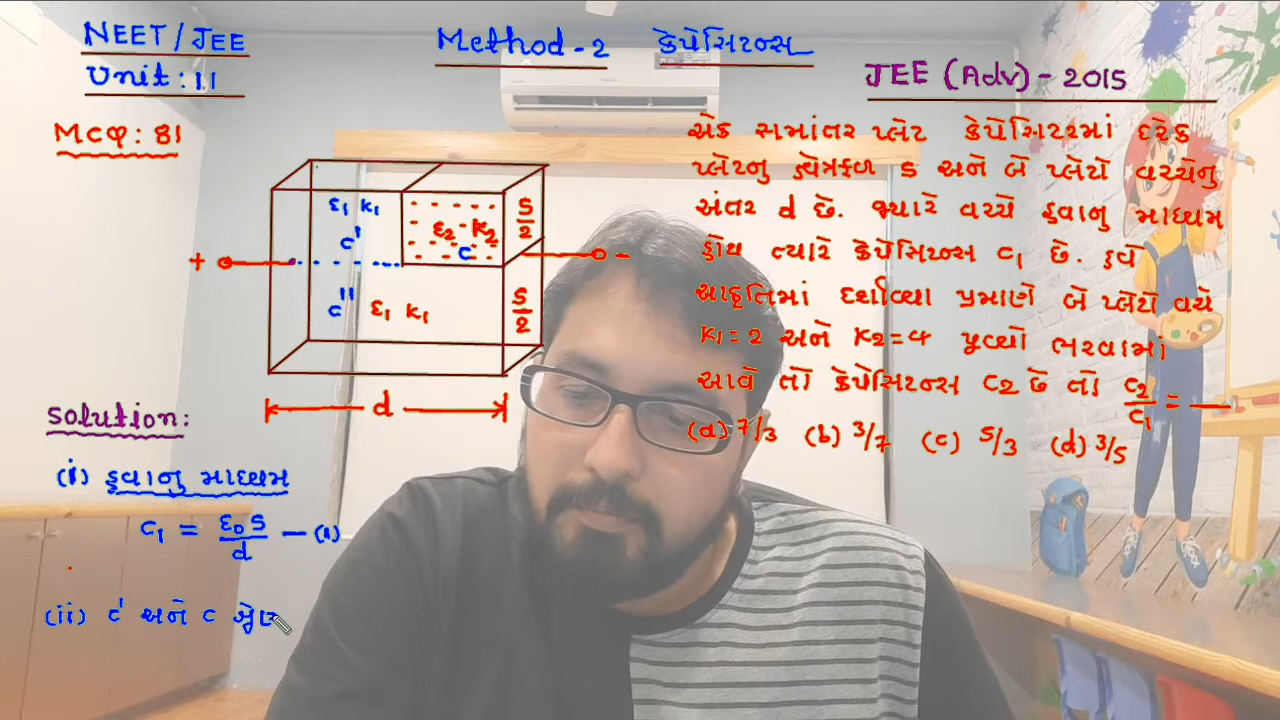 NEET/JEE
Unit: 11
Method-2 કેપેસિટન્સ
JEE (Adv) - 2015
MCQ: 81
એક સમાંતર પ્લેટ કેપેસિટરમાં દરેક
પ્લેટનુ ક્ષેત્રફળ S અને બે પ્લેટો વચ્ચેનુ
અંતર d છે. જ્યારે વચ્ચે હવાનુ માધ્યમ
હોય ત્યારે કેપેસિટન્સ C₁ છે. હવે
આકૃતિમાં દર્શાવ્યા પ્રમાણે બે પ્લેટો વચે
K₁=2 અને K₂=4 મુજબ ભરવામાં
આવે તો કેપેસિટન્સ C₂ છે તો C₂/C₁ = —
(a) 7/3 (b) 3/7 (c) 5/3 (d) 3/5
ε₁ K₁
C'
ε₂ K₂
C
S/2
+
-
C'' ε₁ K₁
S/2
d
Solution:
(i) હવાનુ માધ્યમ
C₁ = ε₀S/d — (1)
(ii) C' અને C